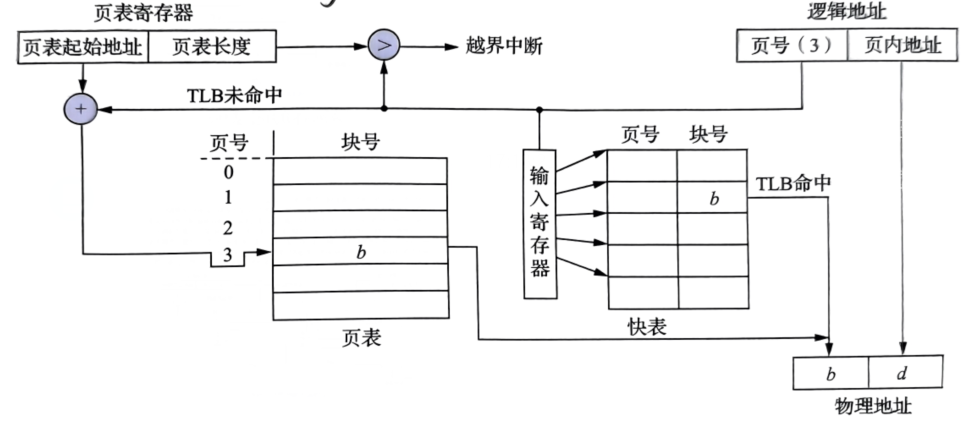 页表寄存器
逻辑地址
页表起始地址 页表长度
>
越界中断
页号(3) 页内地址
+
TLB未命中
页号 块号
页号 块号
0
1
2
3
b
输入寄存器
b
TLB命中
页表
快表
b d
物理地址